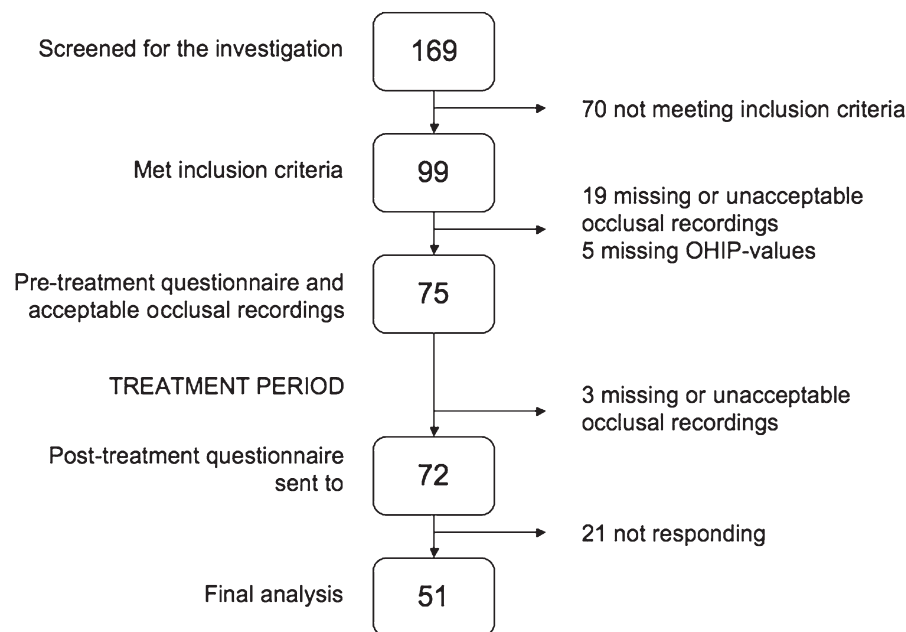 Screened for the investigation
169
70 not meeting inclusion criteria
Met inclusion criteria
99
19 missing or unacceptable
occlusal recordings
5 missing OHIP-values
Pre-treatment questionnaire and
acceptable occlusal recordings
75
TREATMENT PERIOD
3 missing or unacceptable
occlusal recordings
Post-treatment questionnaire
sent to
72
21 not responding
Final analysis
51